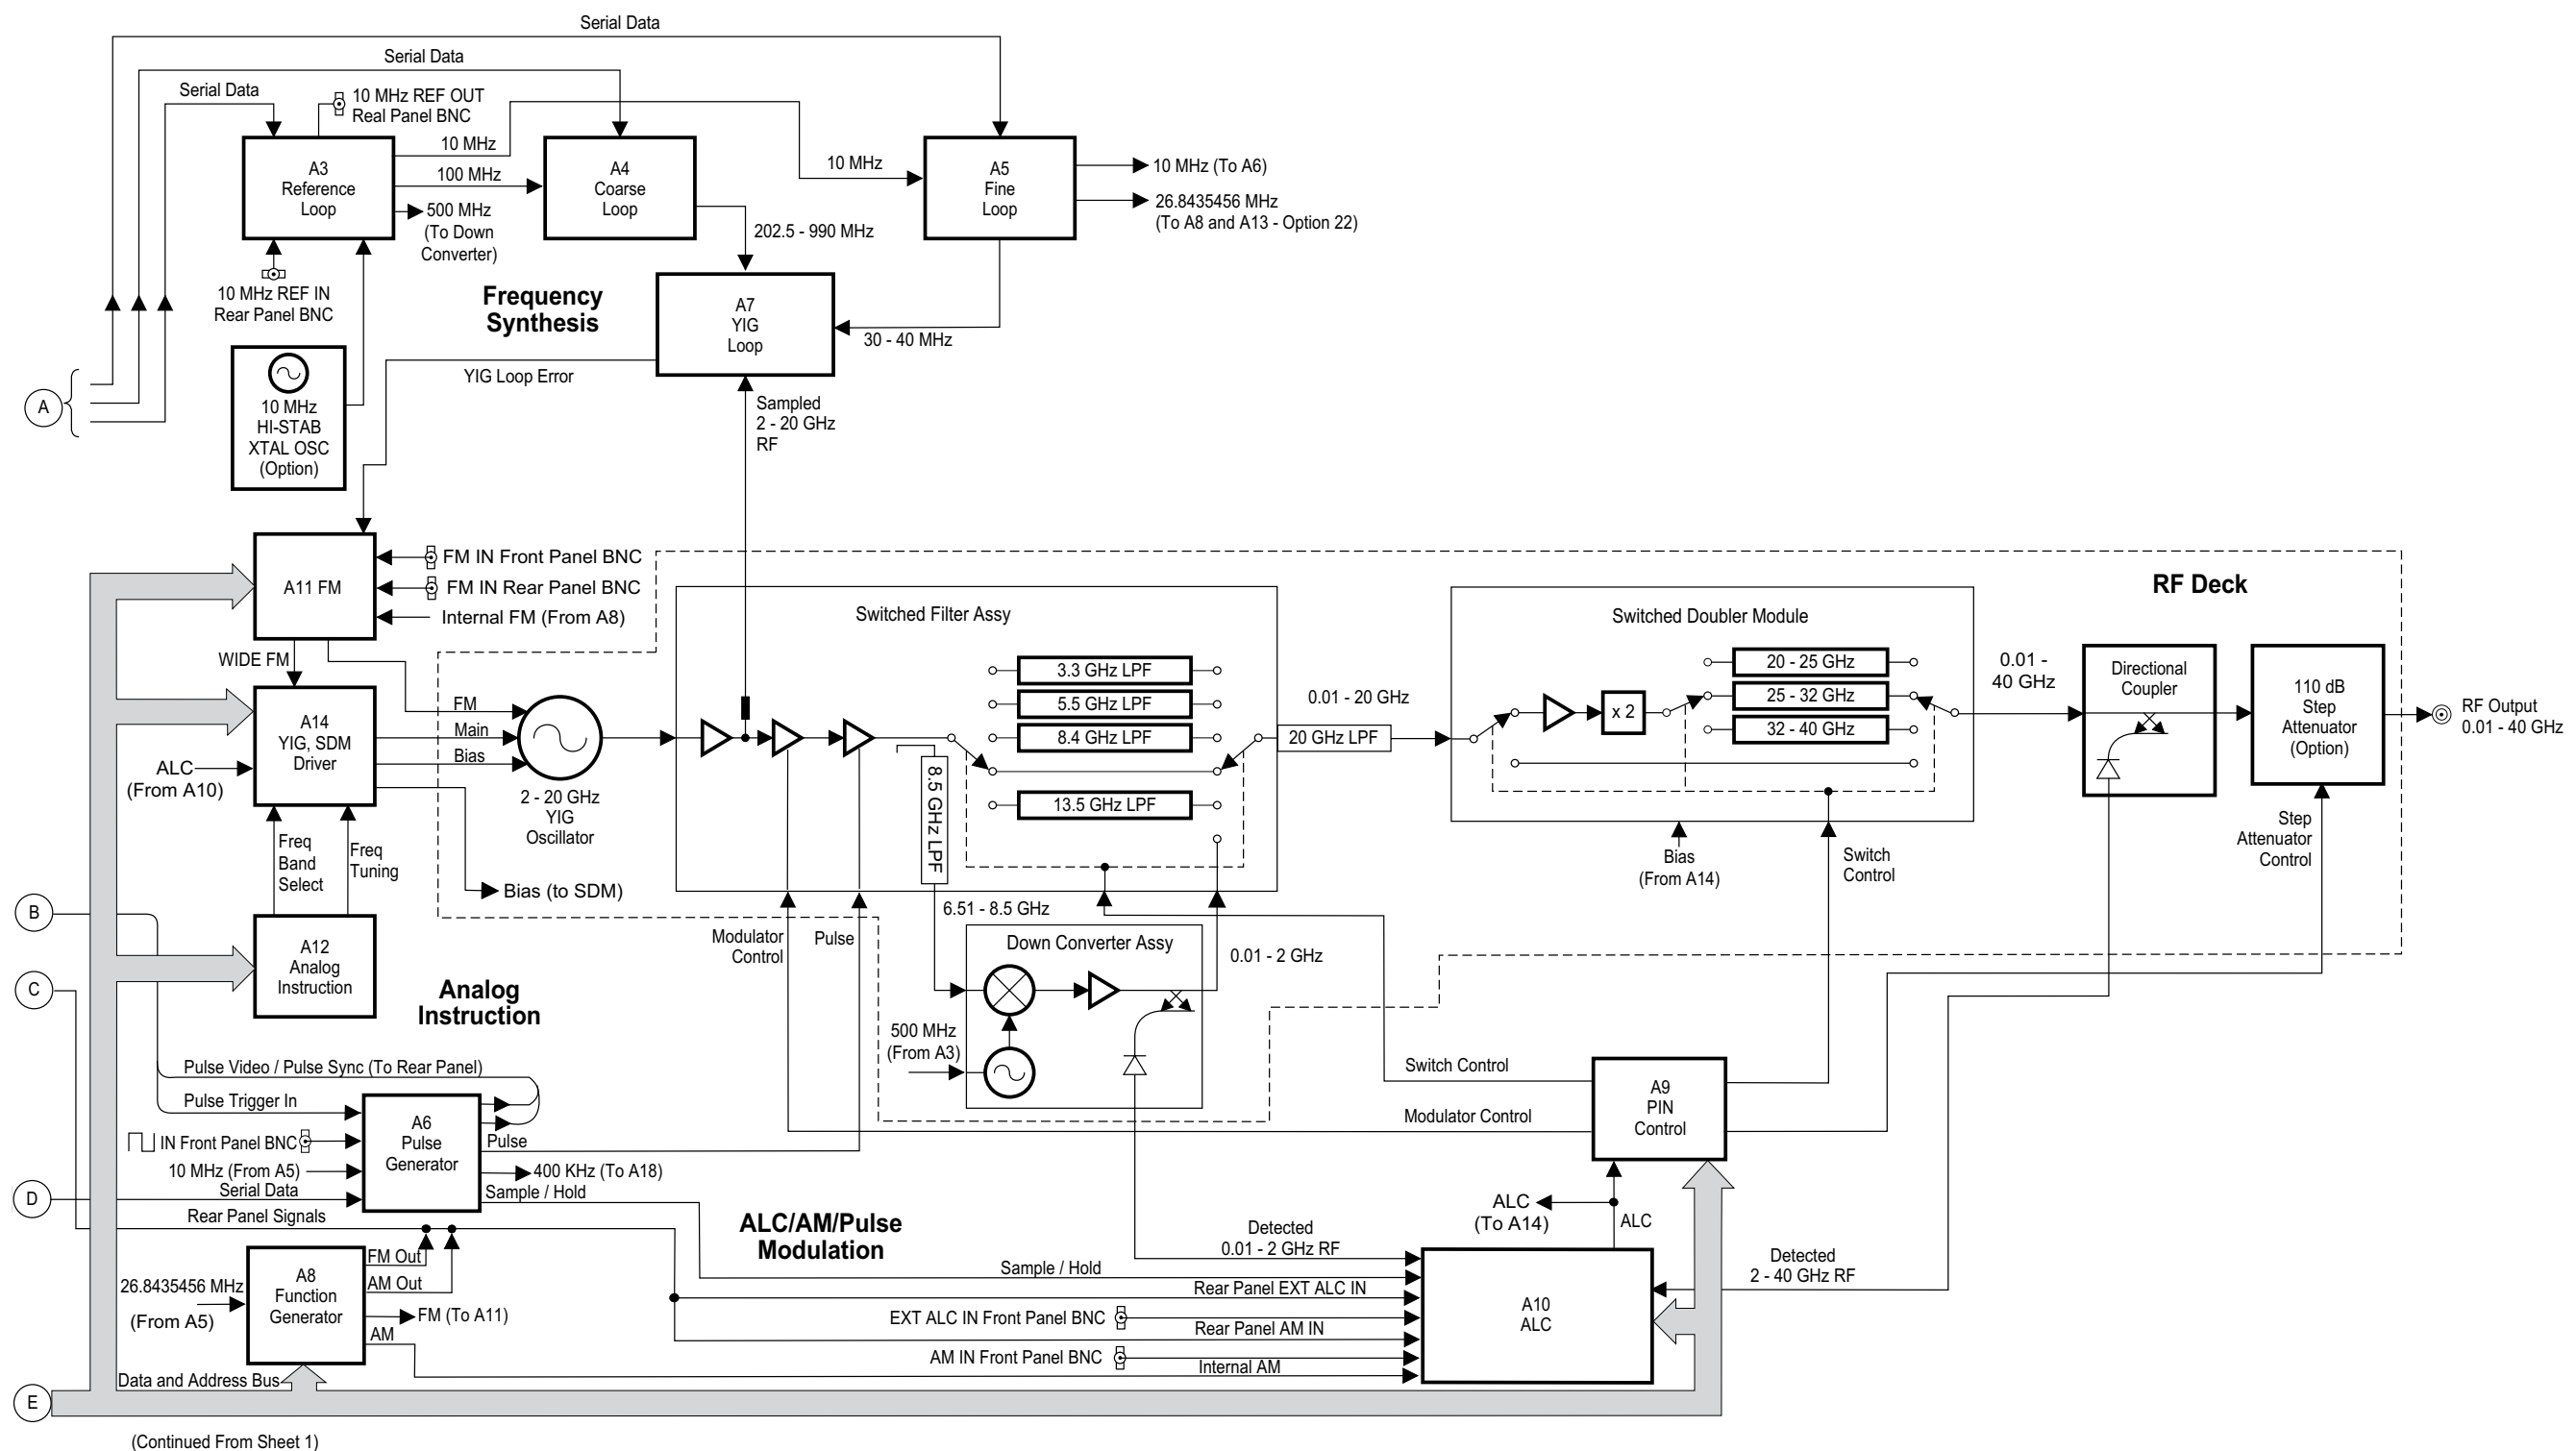 Serial Data
Serial Data
Serial Data
10 MHz REF OUT
Real Panel BNC
A3
Reference
Loop
10 MHz
100 MHz
500 MHz
(To Down
Converter)
A4
Coarse
Loop
10 MHz
A5
Fine
Loop
10 MHz (To A6)
26.8435456 MHz
(To A8 and A13 - Option 22)
202.5 - 990 MHz
10 MHz REF IN
Rear Panel BNC
Frequency
Synthesis
A7
YIG
Loop
30 - 40 MHz
YIG Loop Error
10 MHz
HI-STAB
XTAL OSC
(Option)
A
Sampled
2 - 20 GHz
RF
A11 FM
FM IN Front Panel BNC
FM IN Rear Panel BNC
Internal FM (From A8)
WIDE FM
A14
YIG, SDM
Driver
FM
Main
Bias
ALC
(From A10)
2 - 20 GHz
YIG
Oscillator
Freq
Band
Select
Freq
Tuning
Bias (to SDM)
Switched Filter Assy
3.3 GHz LPF
5.5 GHz LPF
8.4 GHz LPF
13.5 GHz LPF
8.5 GHz LPF
0.01 - 20 GHz
20 GHz LPF
Switched Doubler Module
x 2
20 - 25 GHz
25 - 32 GHz
32 - 40 GHz
Bias
(From A14)
Switch
Control
RF Deck
0.01 -
40 GHz
Directional
Coupler
110 dB
Step
Attenuator
(Option)
RF Output
0.01 - 40 GHz
Step
Attenuator
Control
B
C
A12
Analog
Instruction
Analog
Instruction
Modulator
Control
Pulse
6.51 - 8.5 GHz
Down Converter Assy
0.01 - 2 GHz
500 MHz
(From A3)
Pulse Video / Pulse Sync (To Rear Panel)
Pulse Trigger In
IN Front Panel BNC
10 MHz (From A5)
Serial Data
A6
Pulse
Generator
Pulse
400 KHz (To A18)
Sample / Hold
D
Rear Panel Signals
Switch Control
Modulator Control
A9
PIN
Control
ALC/AM/Pulse
Modulation
ALC
(To A14)
ALC
26.8435456 MHz
(From A5)
A8
Function
Generator
FM Out
AM Out
FM (To A11)
AM
Detected
0.01 - 2 GHz RF
Sample / Hold
Rear Panel EXT ALC IN
EXT ALC IN Front Panel BNC
Rear Panel AM IN
AM IN Front Panel BNC
Internal AM
A10
ALC
Detected
2 - 40 GHz RF
Data and Address Bus
E
(Continued From Sheet 1)